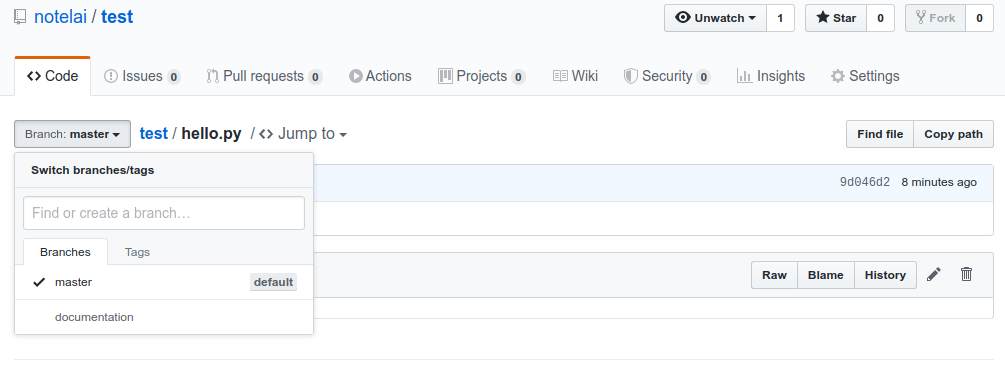 notelai / test
Unwatch 1 Star 0 Fork 0
Code Issues 0 Pull requests 0 Actions Projects 0 Wiki Security 0 Insights Settings
Branch: master test / hello.py / Jump to Find file Copy path
Switch branches/tags
9d046d2 8 minutes ago
Find or create a branch…
Branches Tags
Raw Blame History
master default
documentation